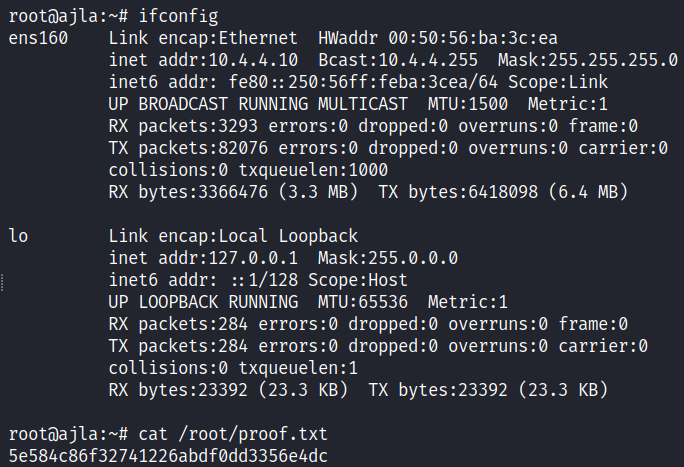 root@ajla:~# ifconfig
ens160    Link encap:Ethernet  HWaddr 00:50:56:ba:3c:ea
          inet addr:10.4.4.10  Bcast:10.4.4.255  Mask:255.255.255.0
          inet6 addr: fe80::250:56ff:feba:3cea/64 Scope:Link
          UP BROADCAST RUNNING MULTICAST  MTU:1500  Metric:1
          RX packets:3293 errors:0 dropped:0 overruns:0 frame:0
          TX packets:82076 errors:0 dropped:0 overruns:0 carrier:0
          collisions:0 txqueuelen:1000
          RX bytes:3366476 (3.3 MB)  TX bytes:6418098 (6.4 MB)
lo        Link encap:Local Loopback
          inet addr:127.0.0.1  Mask:255.0.0.0
          inet6 addr: ::1/128 Scope:Host
          UP LOOPBACK RUNNING  MTU:65536  Metric:1
          RX packets:284 errors:0 dropped:0 overruns:0 frame:0
          TX packets:284 errors:0 dropped:0 overruns:0 carrier:0
          collisions:0 txqueuelen:1
          RX bytes:23392 (23.3 KB)  TX bytes:23392 (23.3 KB)
root@ajla:~# cat /root/proof.txt
5e584c86f32741226abdf0dd3356e4dc